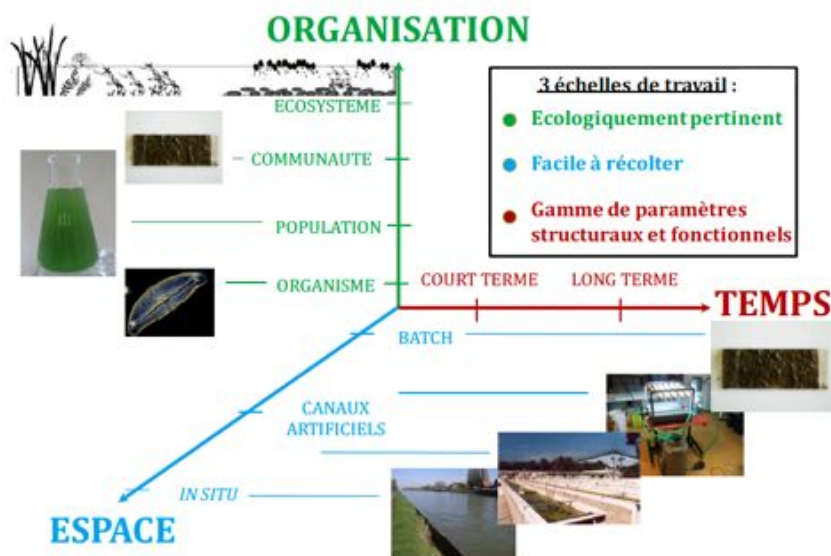 ORGANISATION
3 échelles de travail :
Ecologiquement pertinent
Facile à récolter
Gamme de paramètres
structuraux et fonctionnels
ECOSYSTEME
COMMUNAUTE
POPULATION
ORGANISME
COURT TERME
LONG TERME
TEMPS
BATCH
CANAUX
ARTIFICIELS
IN SITU
ESPACE